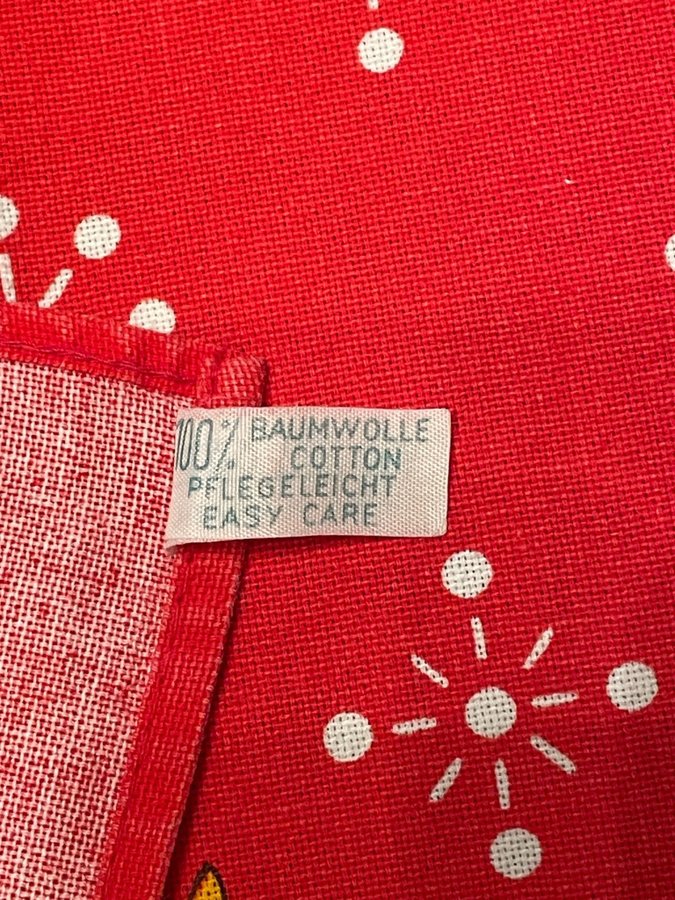 100% BAUMWOLLE
COTTON
PFLEGELEICHT
EASY CARE